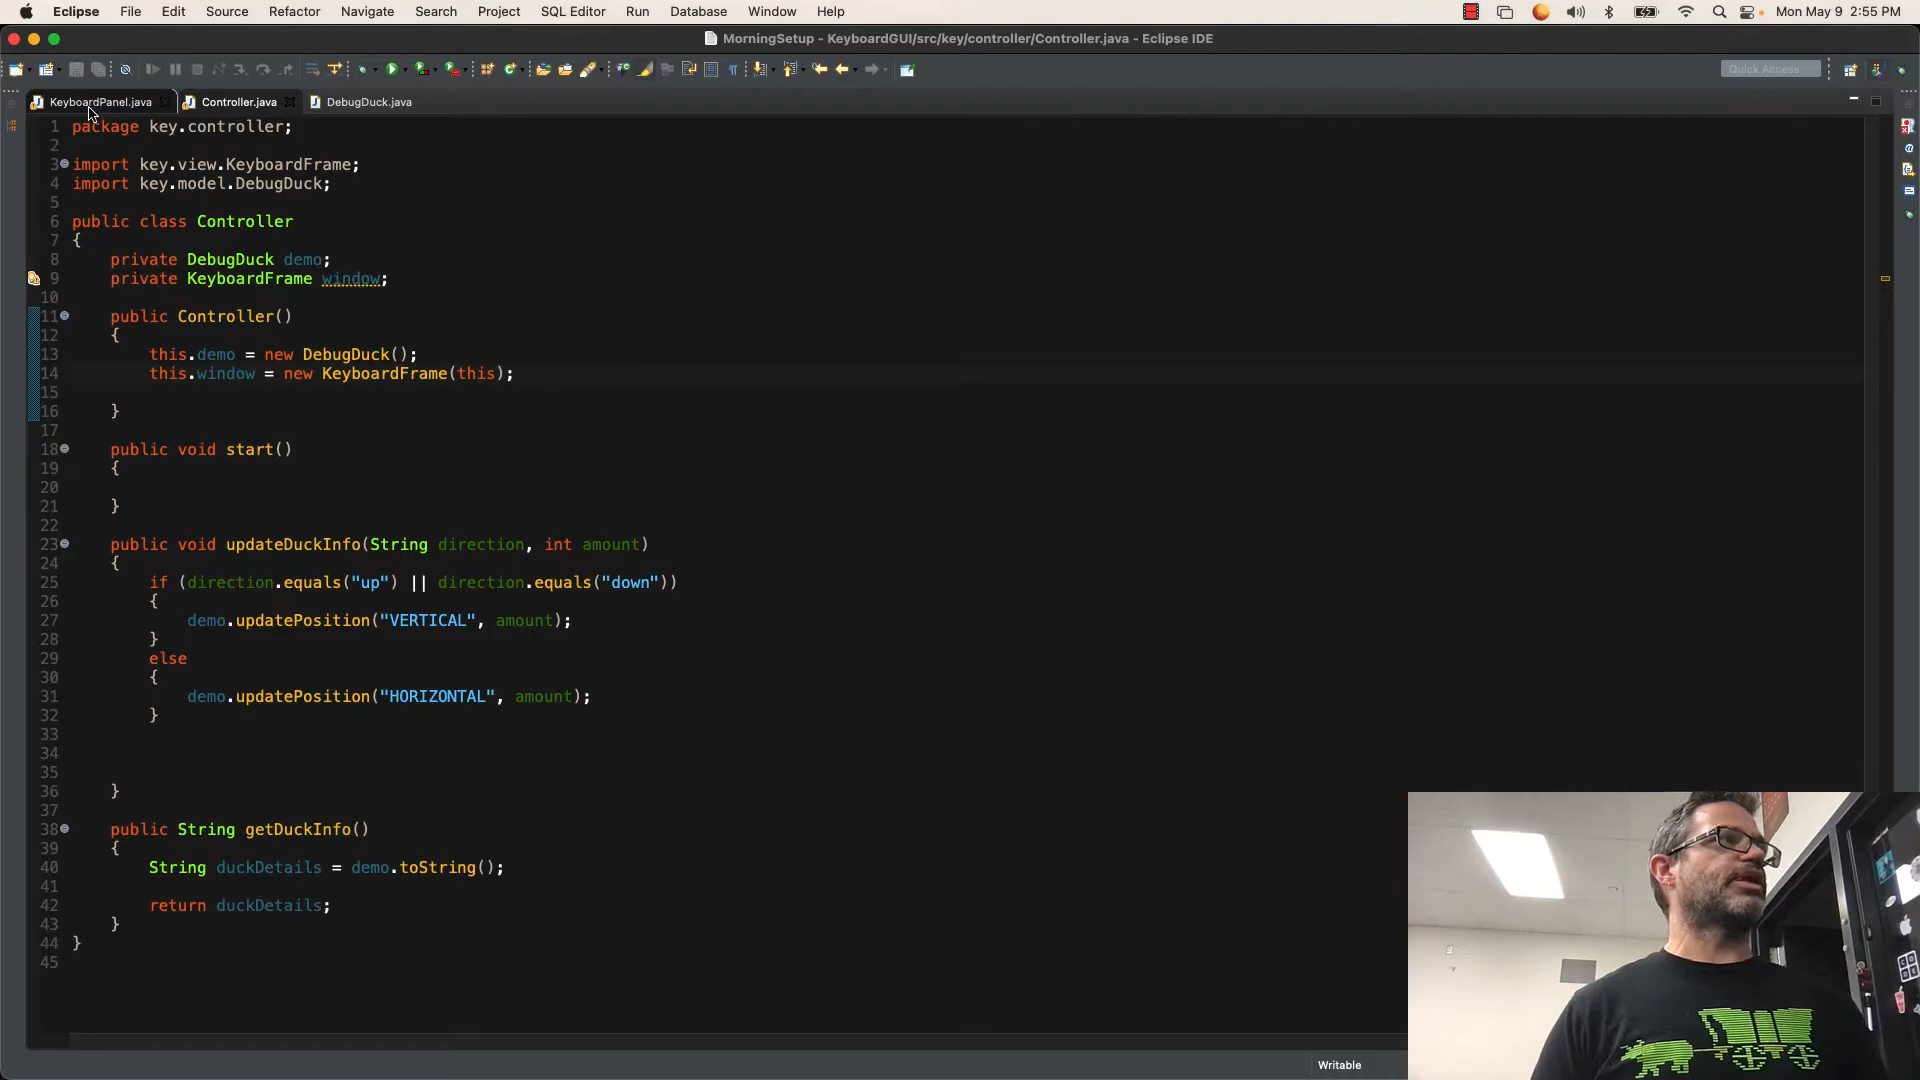 Eclipse File Edit Source Refactor Navigate Search Project SQL Editor Run Database Window Help Mon May 9 2:55 PM
MorningSetup - KeyboardGUI/src/key/controller/Controller.java - Eclipse IDE
Quick Access
KeyboardPanel.java Controller.java DebugDuck.java
1 package key.controller;
2
3 import key.view.KeyboardFrame;
4 import key.model.DebugDuck;
5
6 public class Controller
7 {
8 private DebugDuck demo;
9 private KeyboardFrame window;
10
11 public Controller()
12 {
13 this.demo = new DebugDuck();
14 this.window = new KeyboardFrame(this);
15
16 }
17
18 public void start()
19 {
20
21 }
22
23 public void updateDuckInfo(String direction, int amount)
24 {
25 if (direction.equals("up") || direction.equals("down"))
26 {
27 demo.updatePosition("VERTICAL", amount);
28 }
29 else
30 {
31 demo.updatePosition("HORIZONTAL", amount);
32 }
33
34
35
36 }
37
38 public String getDuckInfo()
39 {
40 String duckDetails = demo.toString();
41
42 return duckDetails;
43 }
44 }
45
Writable